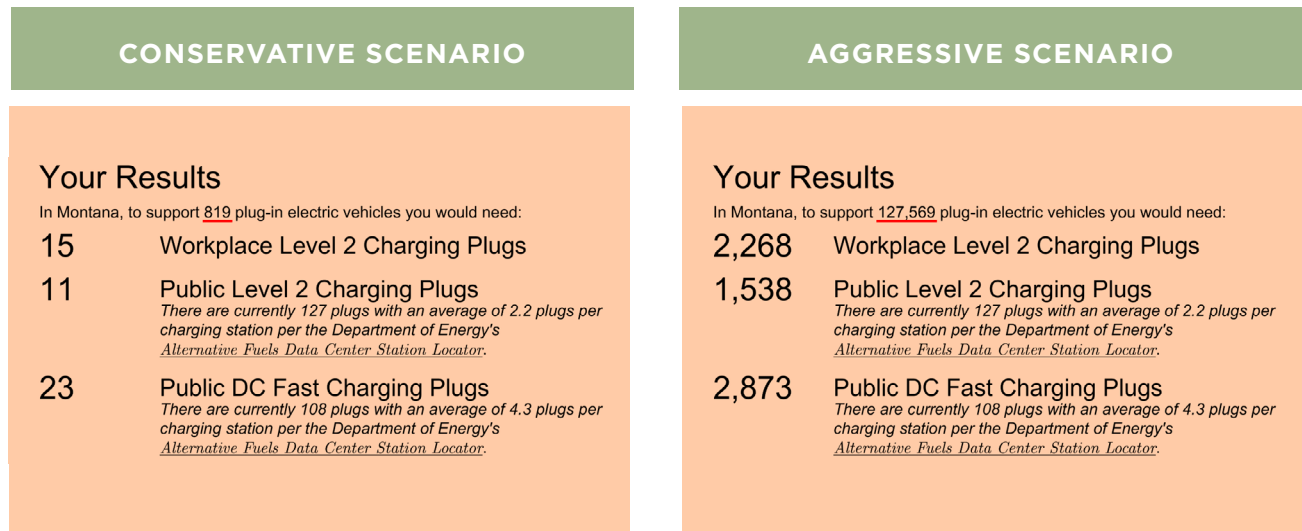 CONSERVATIVE SCENARIO
Your Results
In Montana, to support 819 plug-in electric vehicles you would need:
15 Workplace Level 2 Charging Plugs
11 Public Level 2 Charging Plugs
There are currently 127 plugs with an average of 2.2 plugs per
charging station per the Department of Energy's
Alternative Fuels Data Center Station Locator.
23 Public DC Fast Charging Plugs
There are currently 108 plugs with an average of 4.3 plugs per
charging station per the Department of Energy's
Alternative Fuels Data Center Station Locator.
AGGRESSIVE SCENARIO
Your Results
In Montana, to support 127,569 plug-in electric vehicles you would need:
2,268 Workplace Level 2 Charging Plugs
1,538 Public Level 2 Charging Plugs
There are currently 127 plugs with an average of 2.2 plugs per
charging station per the Department of Energy's
Alternative Fuels Data Center Station Locator.
2,873 Public DC Fast Charging Plugs
There are currently 108 plugs with an average of 4.3 plugs per
charging station per the Department of Energy's
Alternative Fuels Data Center Station Locator.